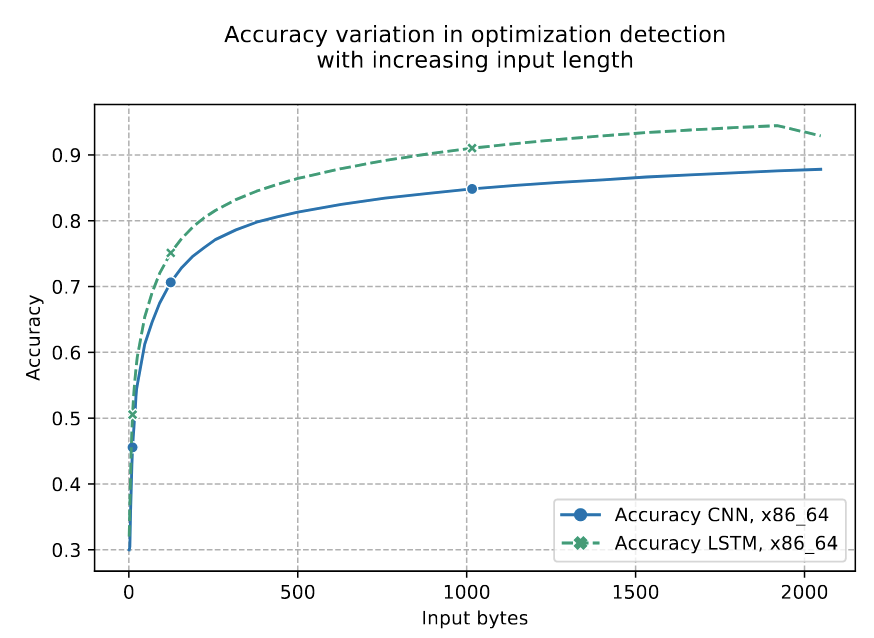 Accuracy variation in optimization detection
with increasing input length
Accuracy
0.9
0.8
0.7
0.6
0.5
0.4
0.3
0
500
1000
1500
2000
Input bytes
Accuracy CNN, x86_64
Accuracy LSTM, x86_64